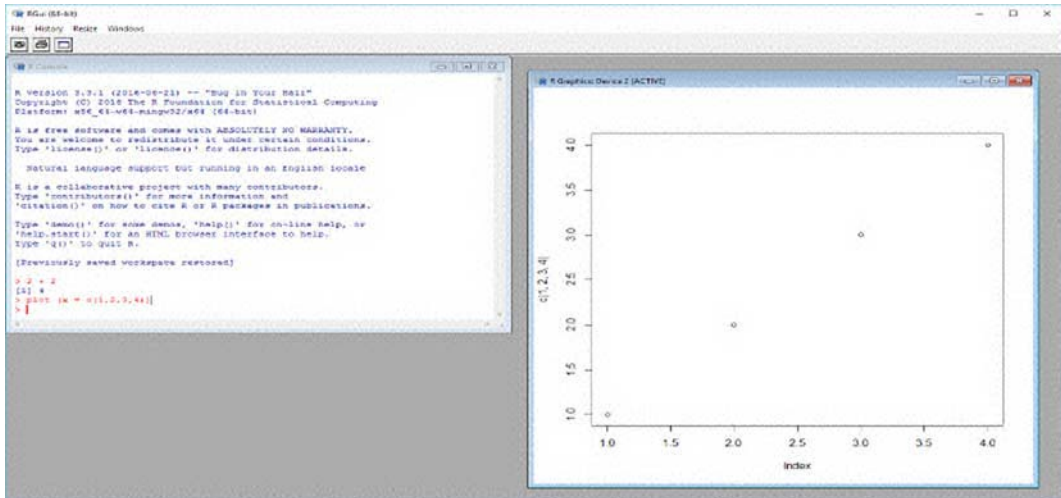 RGui (64-bit)
File History Resize Windows
R Console
R version 3.3.1 (2016-06-21) -- "Bug in Your Hair"
Copyright (C) 2016 The R Foundation for Statistical Computing
Platform: x86_64-w64-mingw32/x64 (64-bit)
R is free software and comes with ABSOLUTELY NO WARRANTY.
You are welcome to redistribute it under certain conditions.
Type 'license()' or 'licence()' for distribution details.
Natural language support but running in an English locale
R is a collaborative project with many contributors.
Type 'contributors()' for more information and
'citation()' on how to cite R or R packages in publications.
Type 'demo()' for some demos, 'help()' for on-line help, or
'help.start()' for an HTML browser interface to help.
Type 'q()' to quit R.
[Previously saved workspace restored]
> 2 + 2
[1] 4
> plot (x = c(1,2,3,4))
>
R Graphics: Device 2 (ACTIVE)
c(1, 2, 3, 4)
4.0
3.5
3.0
2.5
2.0
1.5
1.0
1.0 1.5 2.0 2.5 3.0 3.5 4.0
Index